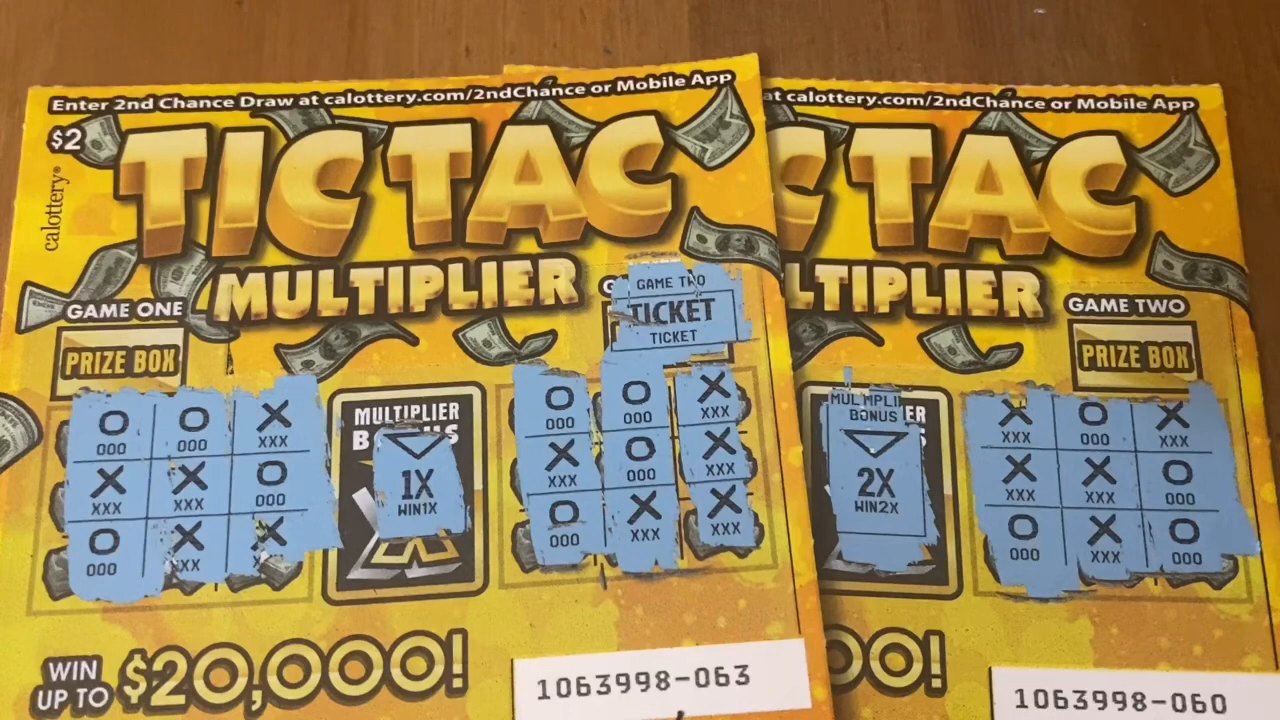 Enter 2nd Chance Draw at calottery.com/2ndChance or Mobile App
$2
calottery
TIC TAC
MULTIPLIER
GAME ONE
PRIZE BOX
GAME TWO
TICKET
TICKET
O O X
000 000 XXX
X X O
XXX XXX 000
O X X
000 XX X
MULTIPLIER
BONUS
1X
WIN1X
O O X
000 000 XXX
X O X
XXX 000 XXX
O X X
000 XXX XXX
WIN
UP TO
$20,000!
1063998-063
at calottery.com/2ndChance or Mobile App
C TAC
LTIPLIER
GAME TWO
PRIZE BOX
BONUS
2X
WIN2X
X O X
XXX 000 XXX
X X O
XXX XXX 000
O X O
000 XXX 000
00!
1063998-060